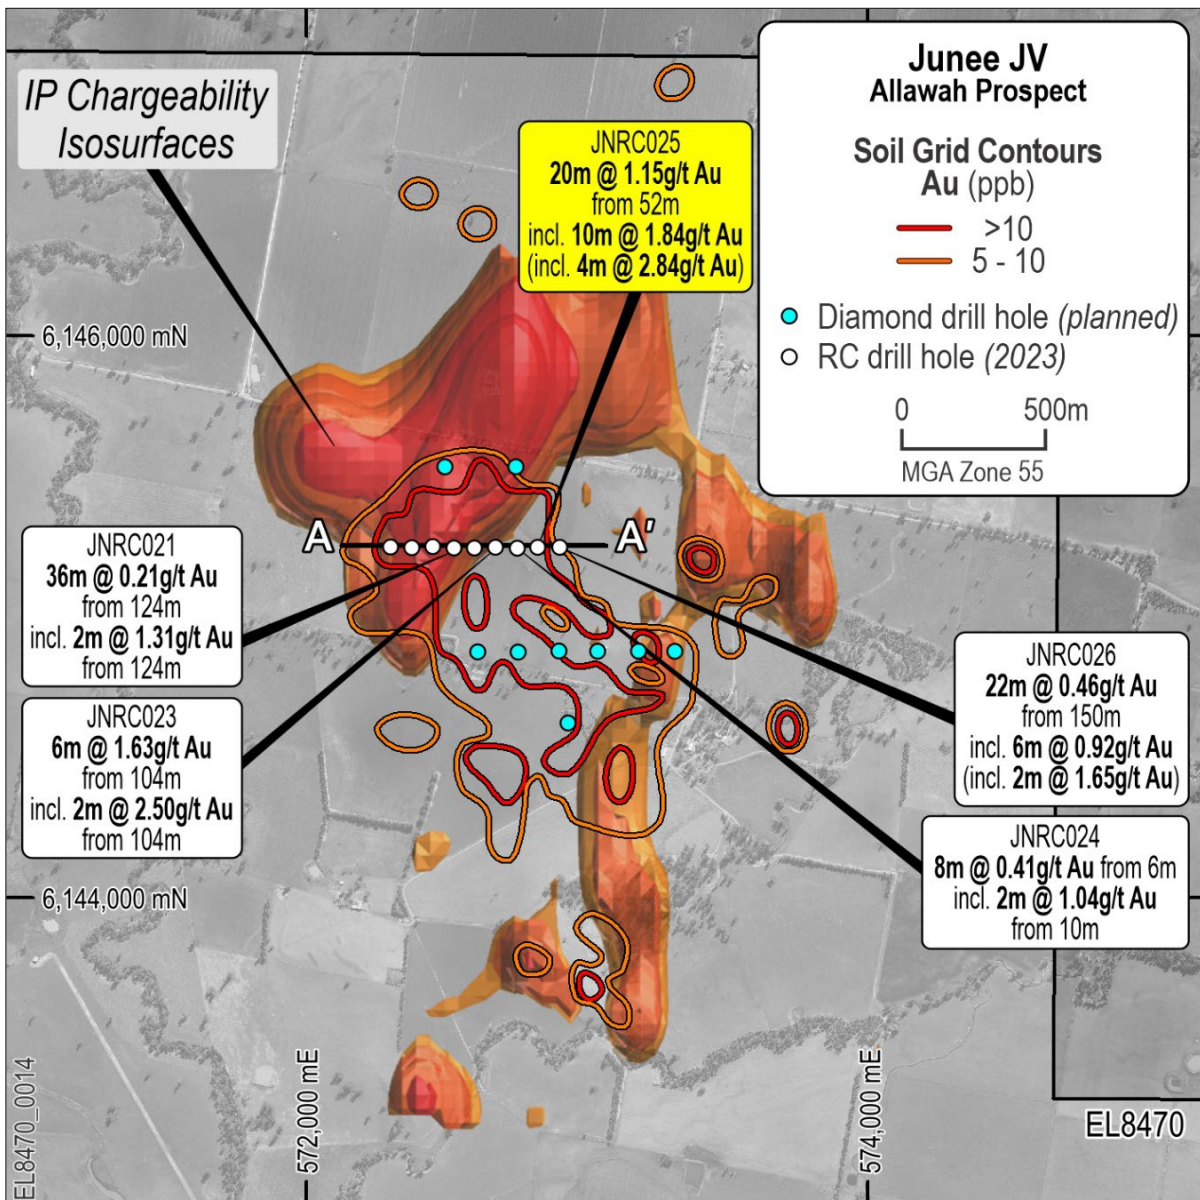 IP Chargeability
Isosurfaces
Junee JV
Allawah Prospect
Soil Grid Contours
Au (ppb)
>10
5 - 10
Diamond drill hole (planned)
RC drill hole (2023)
0 500m
MGA Zone 55
JNRC025
20m @ 1.15g/t Au
from 52m
incl. 10m @ 1.84g/t Au
(incl. 4m @ 2.84g/t Au)
6,146,000 mN
A A'
JNRC021
36m @ 0.21g/t Au
from 124m
incl. 2m @ 1.31g/t Au
from 124m
JNRC023
6m @ 1.63g/t Au
from 104m
incl. 2m @ 2.50g/t Au
from 104m
JNRC026
22m @ 0.46g/t Au
from 150m
incl. 6m @ 0.92g/t Au
(incl. 2m @ 1.65g/t Au)
JNRC024
8m @ 0.41g/t Au from 6m
incl. 2m @ 1.04g/t Au
from 10m
6,144,000 mN
EL8470_0014
572,000 mE
574,000 mE
EL8470